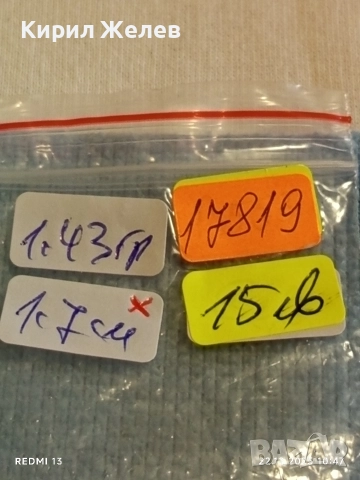 Кирил Желев
1.43гр
17819
1.7см
x
15лв
REDMI 13